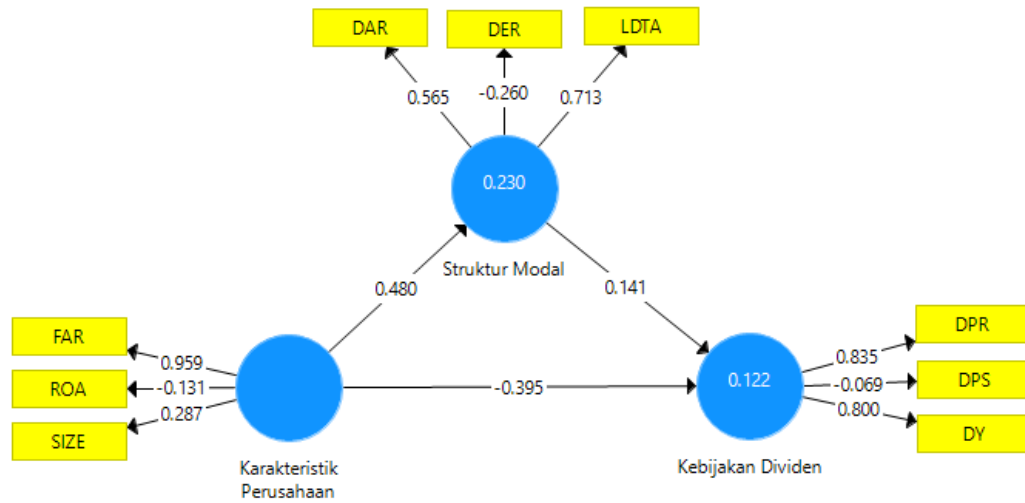 DAR
DER
LDTA
0.565
-0.260
0.713
0.230
Struktur Modal
0.480
0.141
FAR
ROA
SIZE
0.959
-0.131
0.287
-0.395
Karakteristik
Perusahaan
0.122
Kebijakan Dividen
0.835
-0.069
0.800
DPR
DPS
DY